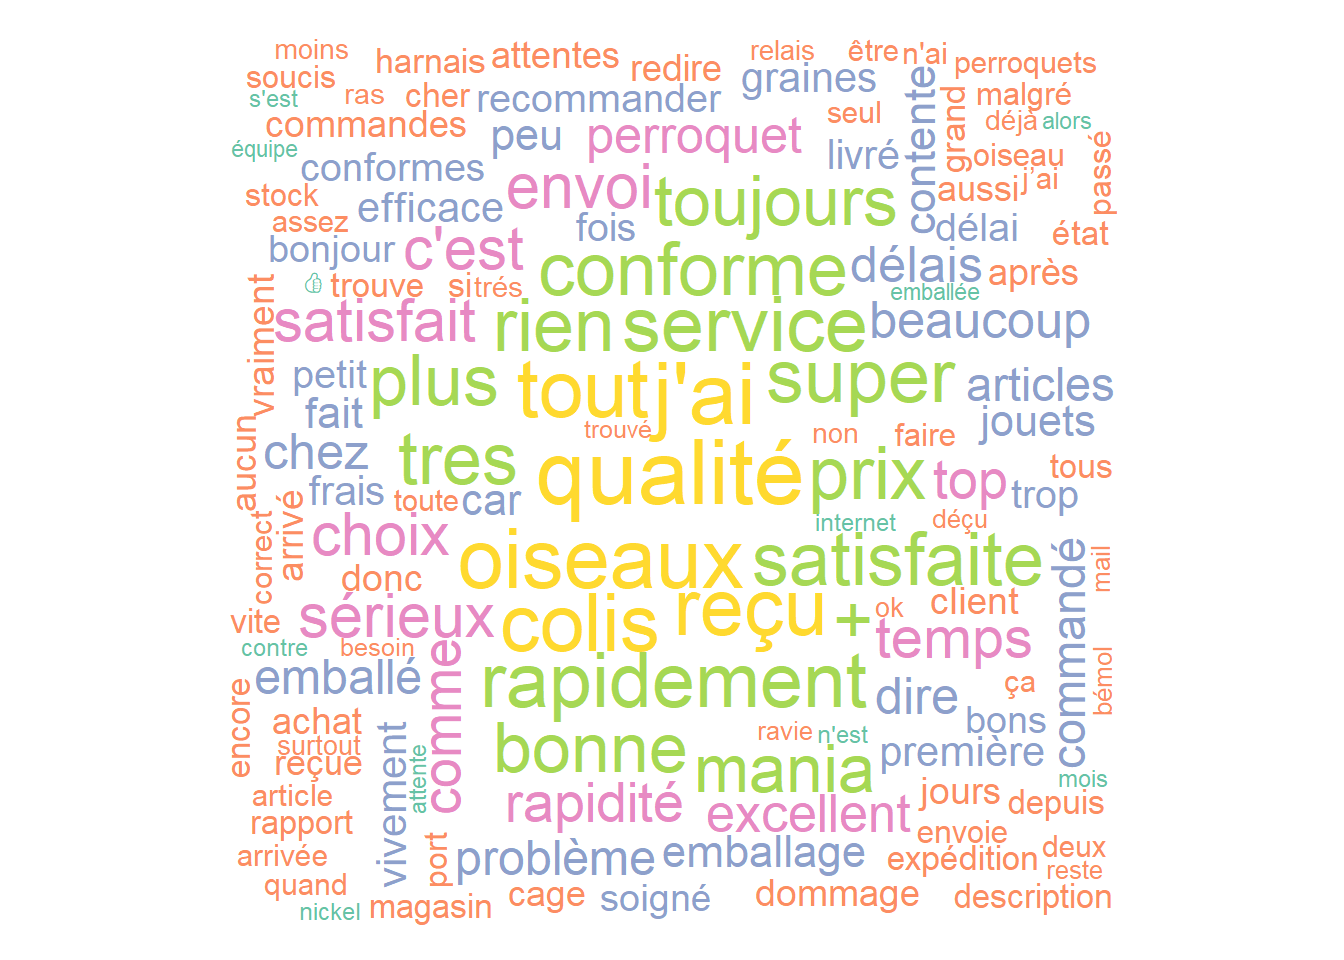 moins
harnais
attentes
redire
relais
être
n'ai
perroquets
soucis
s'est
ras
cher
recommander
graines
contente
malgré
commandes
peu
perroquet
seul
grand
déjà
alors
équipe
conformes
envoi
toujours
livré
oiseau
passé
stock
efficace
fois
aussi
j'ai
assez
bonjour
c'est
conforme
délais
délai
état
après
trouve
si
trés
emballée
vraiment
satisfait
rien
service
beaucoup
petit
plus
tout
j'ai
super
articles
fait
trouvé
non
faire
jouets
aucun
chez
tres
qualité
prix
top
tous
frais
toute
car
trop
arrivé
correct
choix
internet
déçu
donc
oiseaux
satisfaite
commandé
mail
vite
sérieux
colis
reçu
+
ok
client
contre
besoin
temps
emballé
comme
rapidement
dire
ça
bémol
encore
achat
surtout
reçue
vivement
attente
bonne
ravie
n'est
bons
première
mania
mois
article
rapport
rapidité
excellent
jours
depuis
arrivée
port
problème
emballage
envoie
expédition
deux
reste
quand
nickel
magasin
cage
soigné
dommage
description